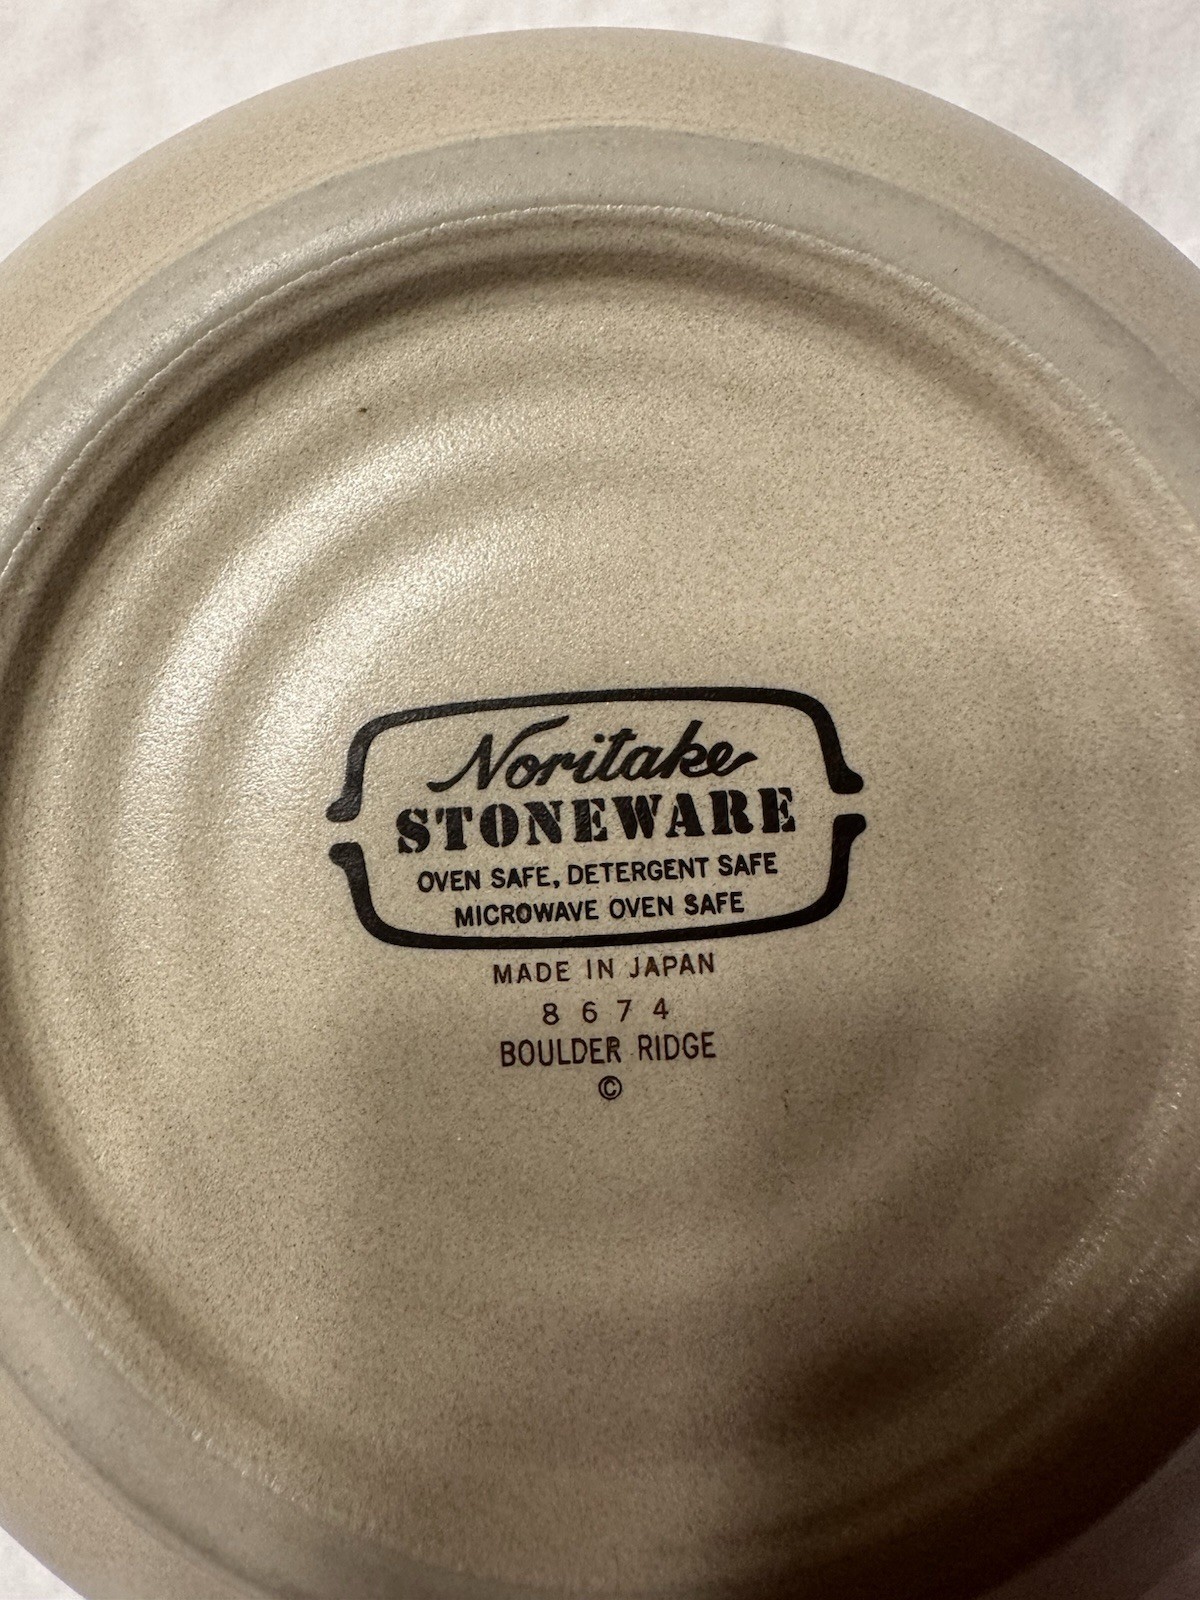 Noritake
STONEWARE
OVEN SAFE, DETERGENT SAFE
MICROWAVE OVEN SAFE
MADE IN JAPAN
8674
BOULDER RIDGE
©